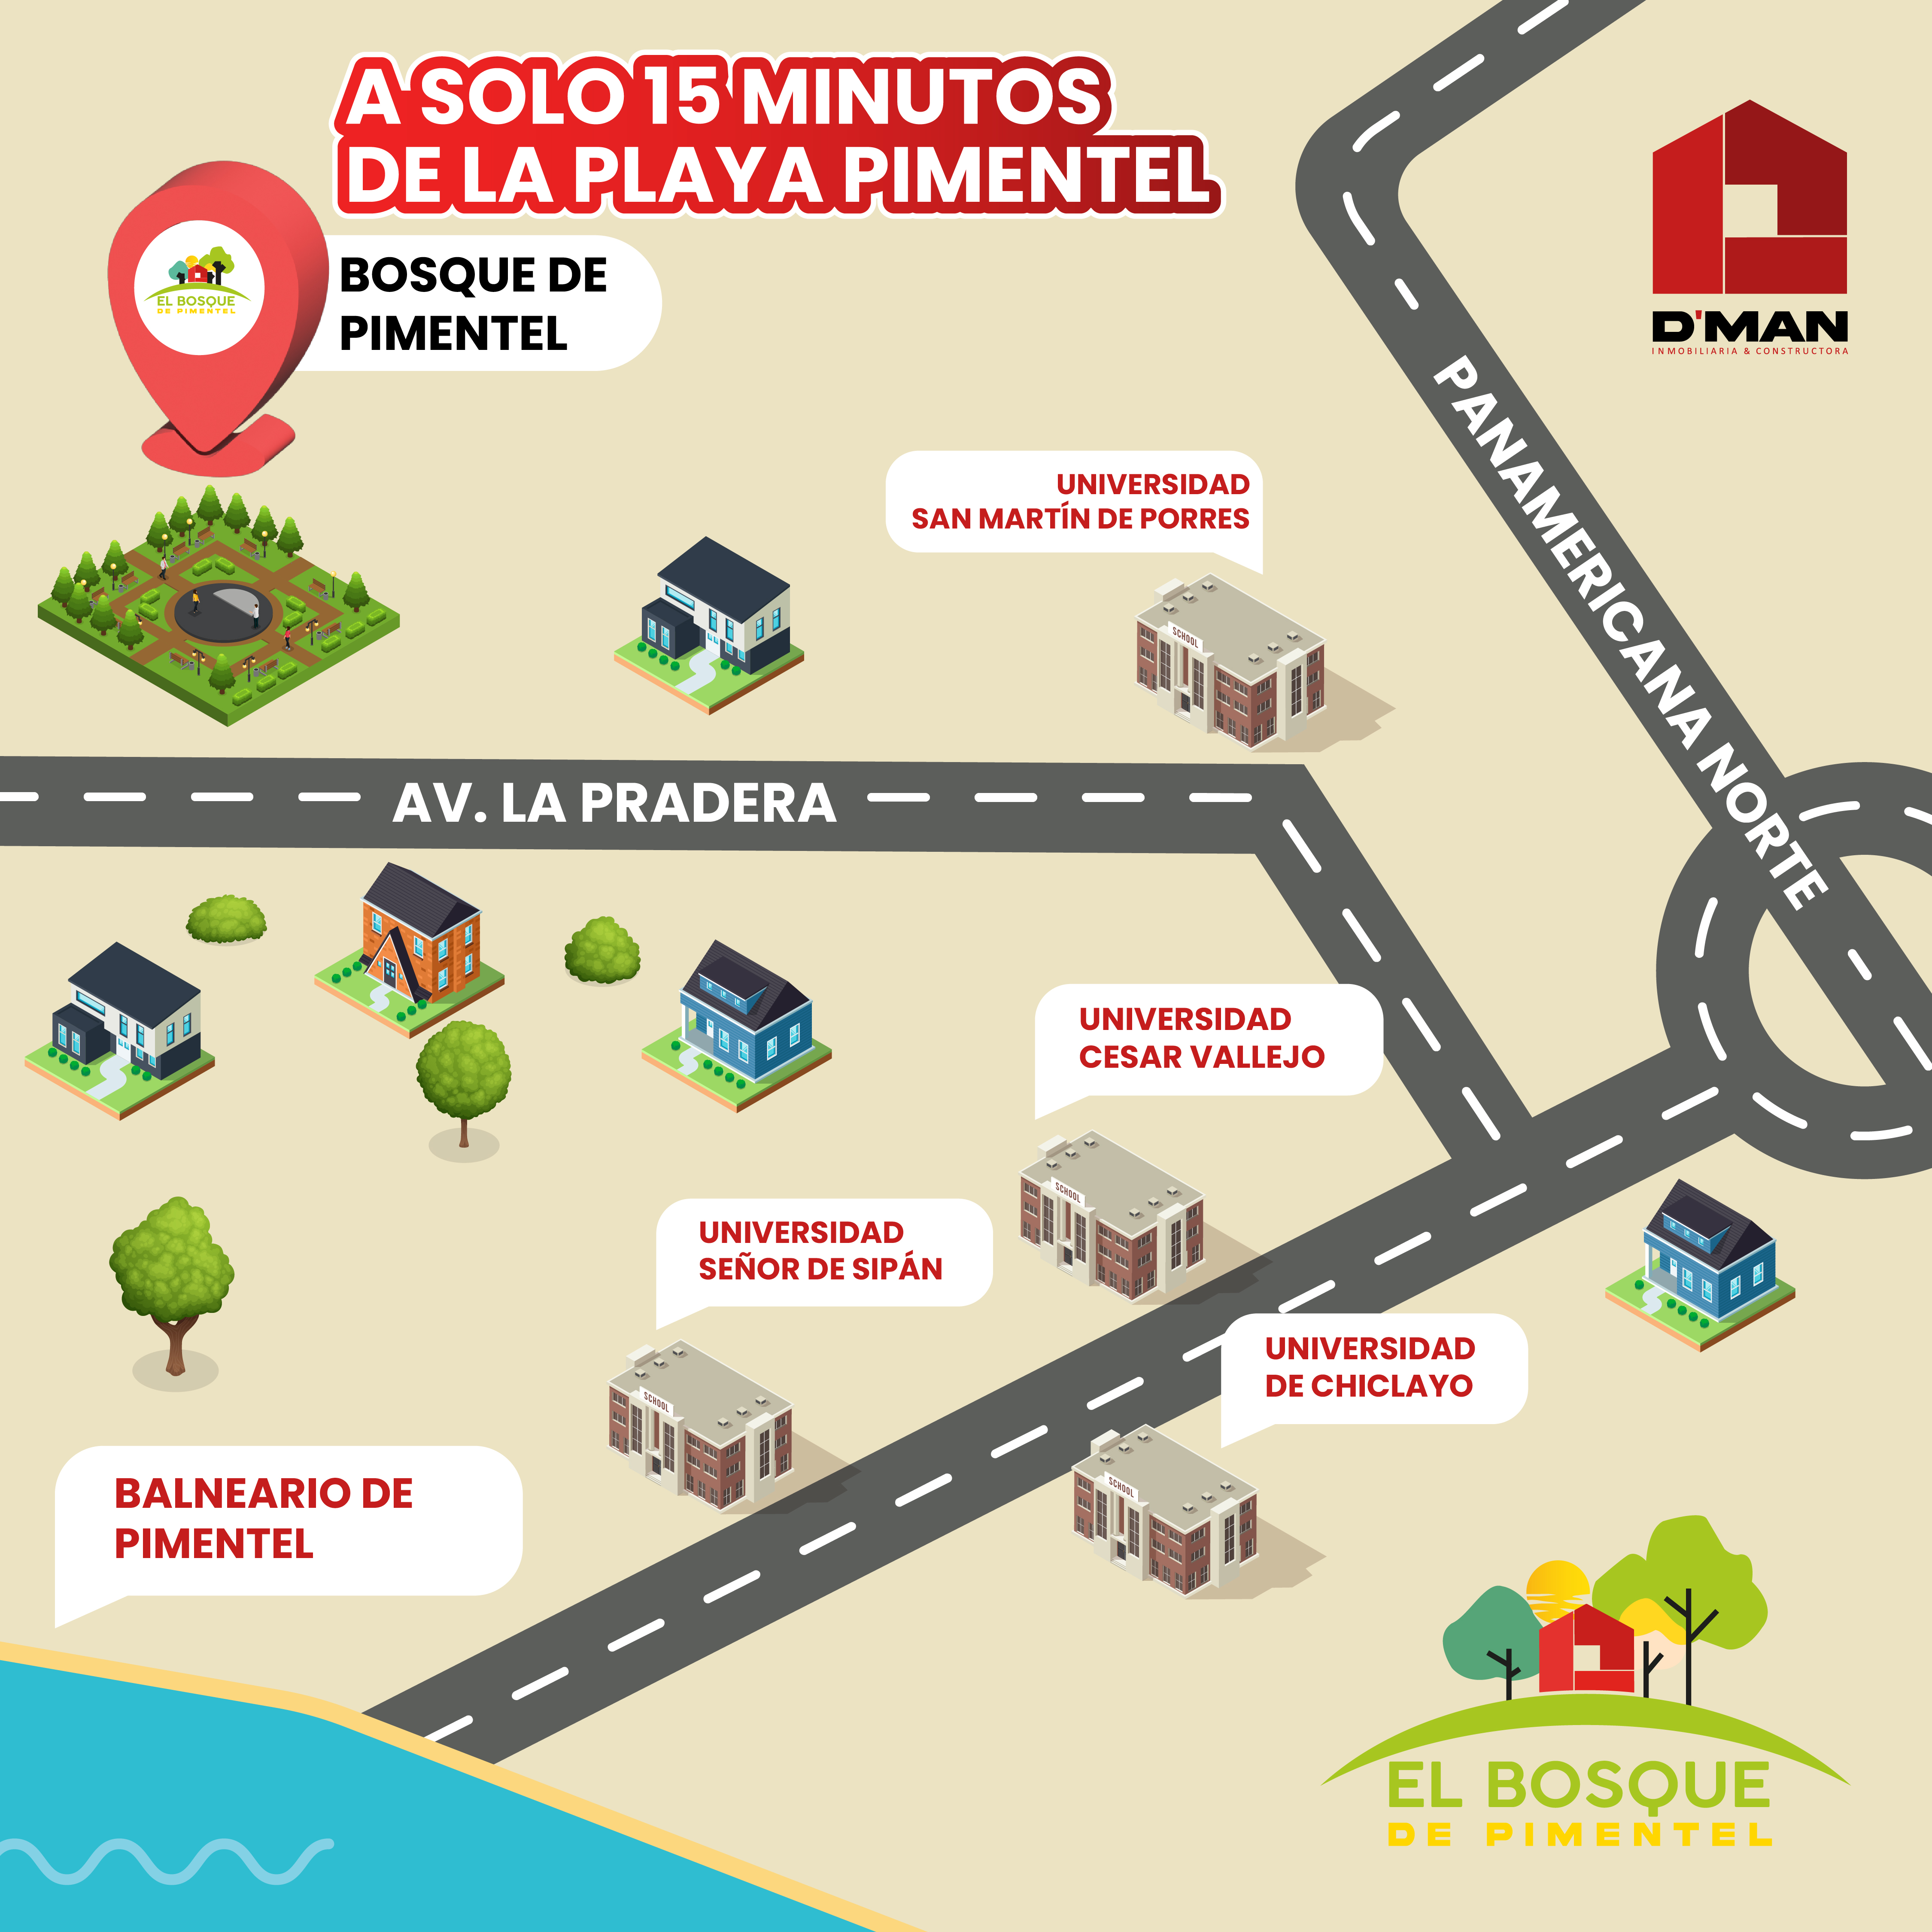 A SOLO 15 MINUTOS
DE LA PLAYA PIMENTEL
EL BOSQUE
DE PIMENTEL
BOSQUE DE
PIMENTEL
D'MAN
INMOBILIARIA & CONSTRUCTORA
PANAMERICANA NORTE
UNIVERSIDAD
SAN MARTÍN DE PORRES
SCHOOL
AV. LA PRADERA
UNIVERSIDAD
CESAR VALLEJO
SCHOOL
UNIVERSIDAD
SEÑOR DE SIPÁN
SCHOOL
UNIVERSIDAD
DE CHICLAYO
SCHOOL
BALNEARIO DE
PIMENTEL
EL BOSQUE
DE PIMENTEL